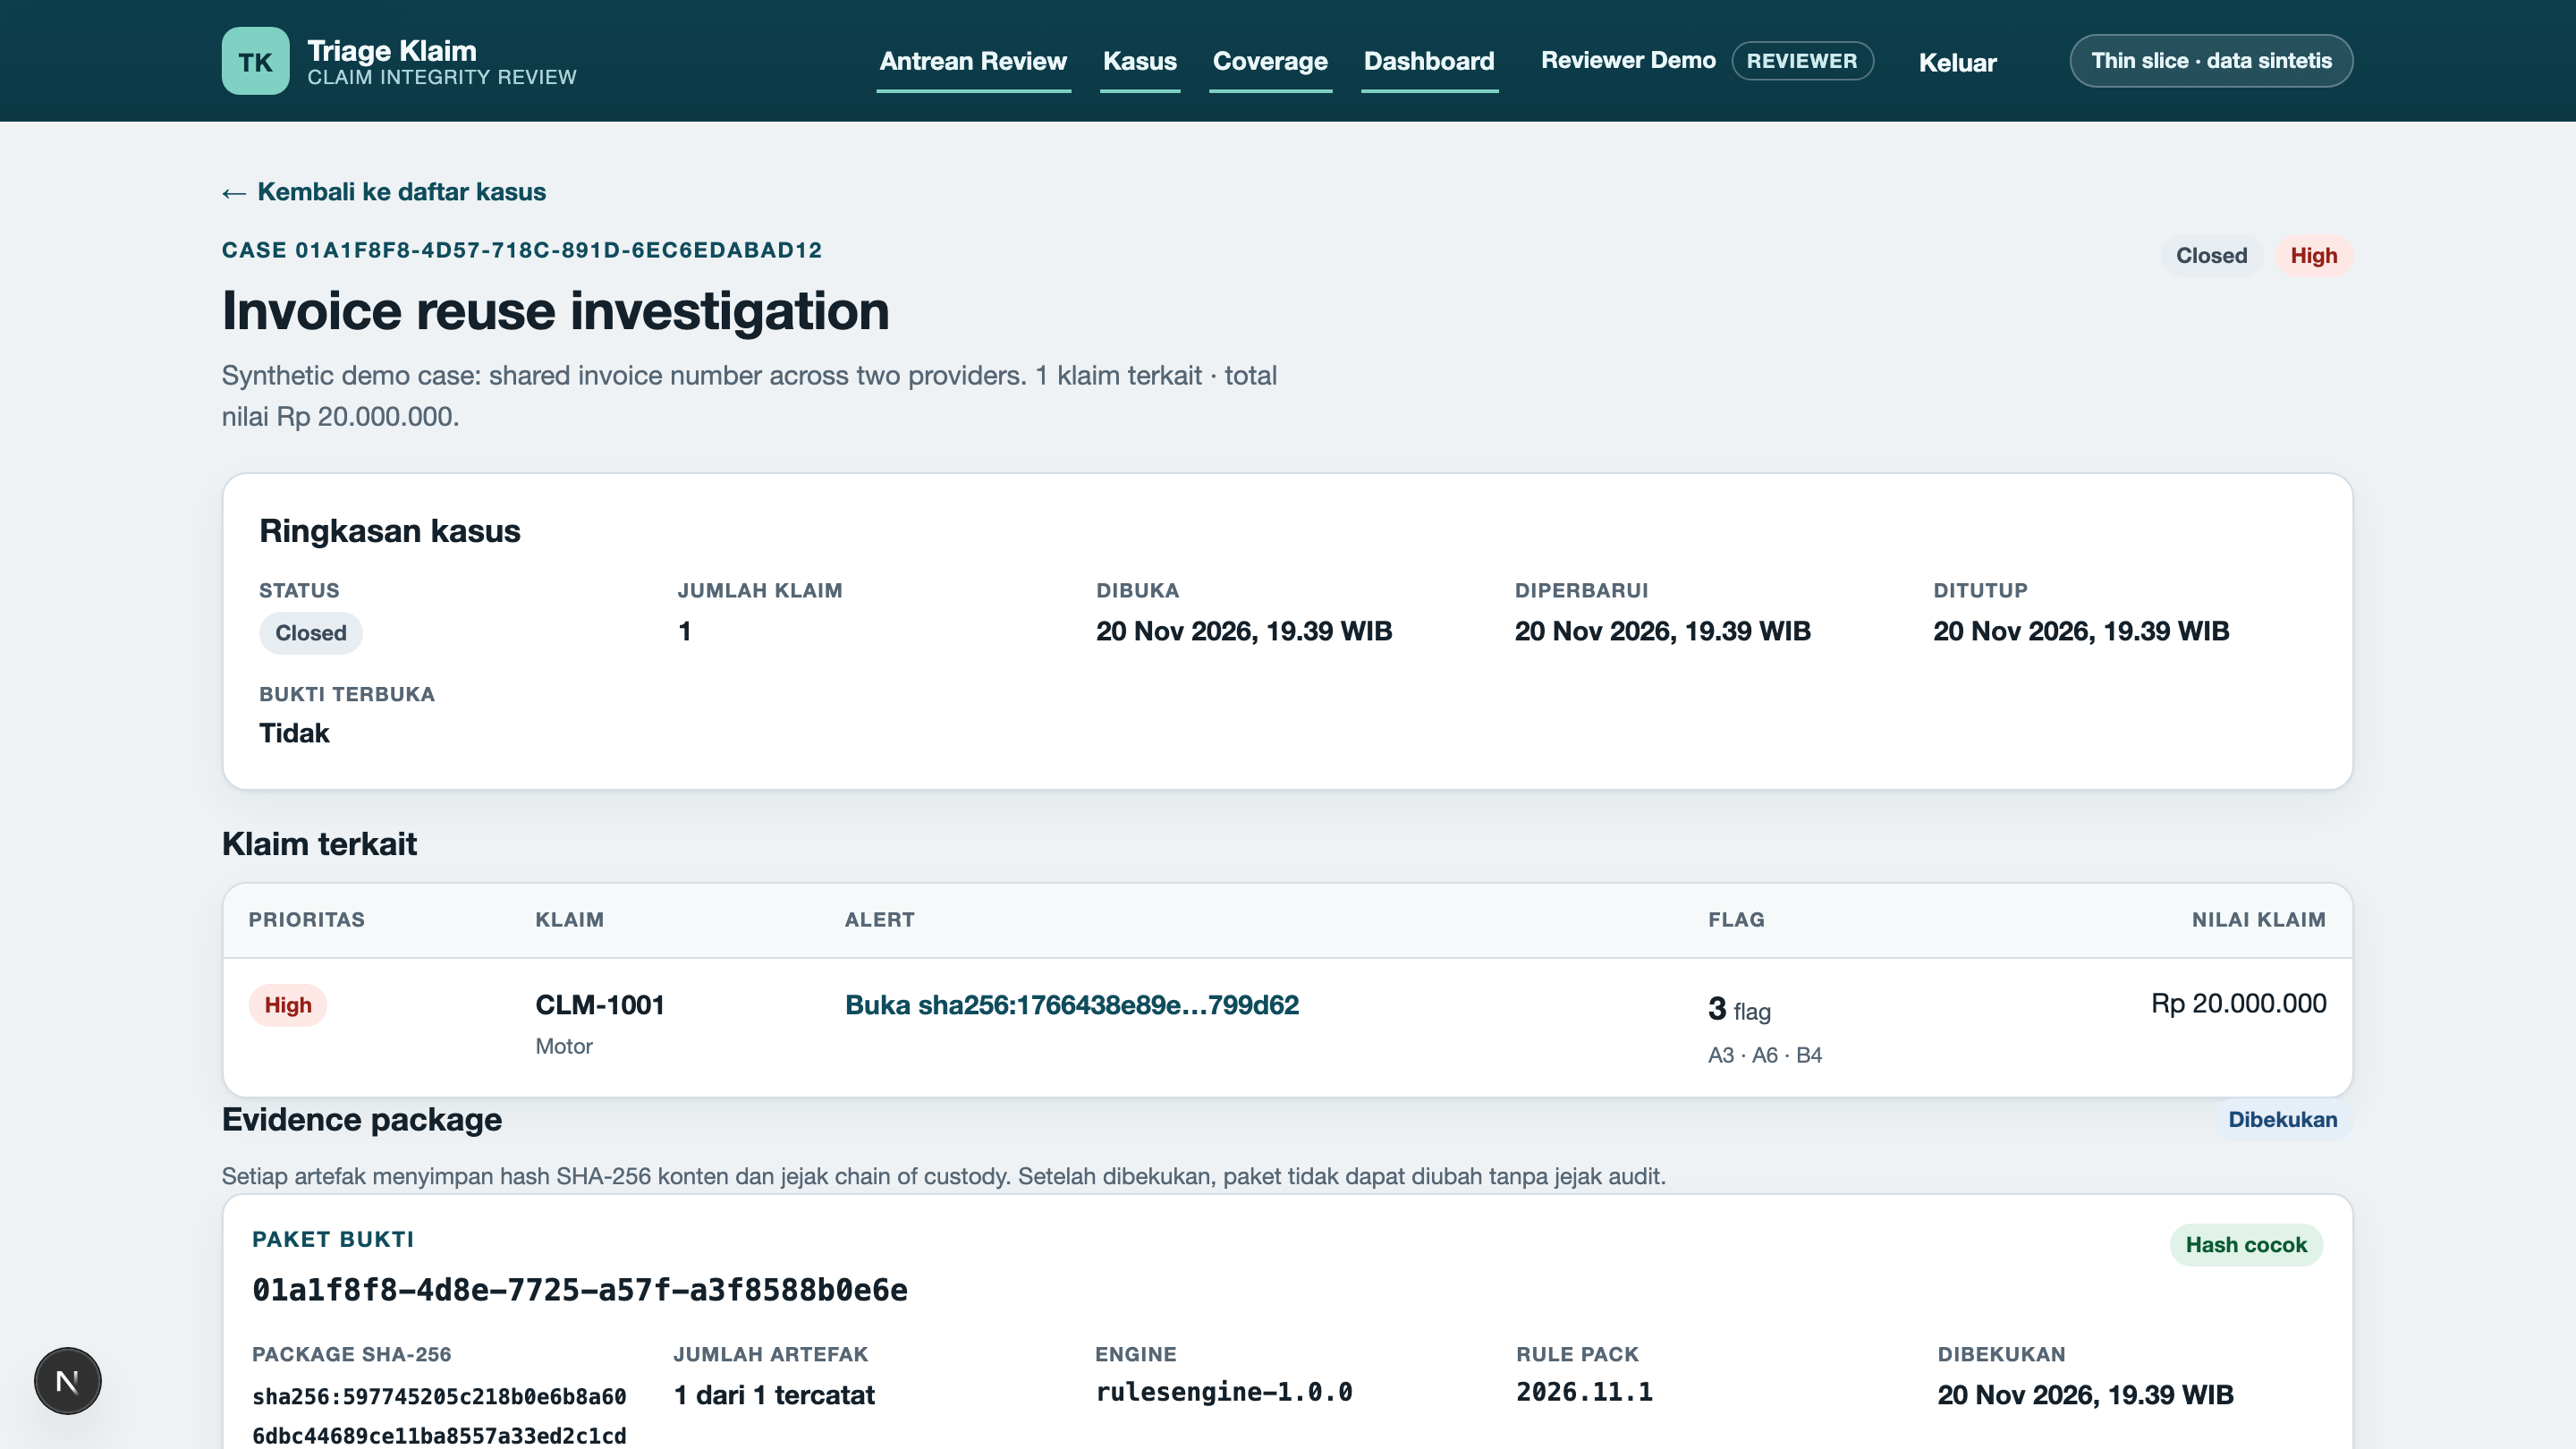 TK
Triage Klaim
CLAIM INTEGRITY REVIEW
Antrean Review
Kasus
Coverage
Dashboard
Reviewer Demo
REVIEWER
Keluar
Thin slice · data sintetis
← Kembali ke daftar kasus
CASE 01A1F8F8-4D57-718C-891D-6EC6EDABAD12
Closed
High
Invoice reuse investigation
Synthetic demo case: shared invoice number across two providers. 1 klaim terkait · total
nilai Rp 20.000.000.
Ringkasan kasus
STATUS
Closed
JUMLAH KLAIM
1
DIBUKA
20 Nov 2026, 19.39 WIB
DIPERBARUI
20 Nov 2026, 19.39 WIB
DITUTUP
20 Nov 2026, 19.39 WIB
BUKTI TERBUKA
Tidak
Klaim terkait
PRIORITAS
KLAIM
ALERT
FLAG
NILAI KLAIM
High
CLM-1001
Motor
Buka sha256:1766438e89e…799d62
3 flag
A3 · A6 · B4
Rp 20.000.000
Evidence package
Dibekukan
Setiap artefak menyimpan hash SHA-256 konten dan jejak chain of custody. Setelah dibekukan, paket tidak dapat diubah tanpa jejak audit.
PAKET BUKTI
Hash cocok
01a1f8f8-4d8e-7725-a57f-a3f8588b0e6e
PACKAGE SHA-256
sha256:597745205c218b0e6b8a60
6dbc44689ce11ba8557a33ed2c1cd
JUMLAH ARTEFAK
1 dari 1 tercatat
ENGINE
rulesengine-1.0.0
RULE PACK
2026.11.1
DIBEKUKAN
20 Nov 2026, 19.39 WIB
N